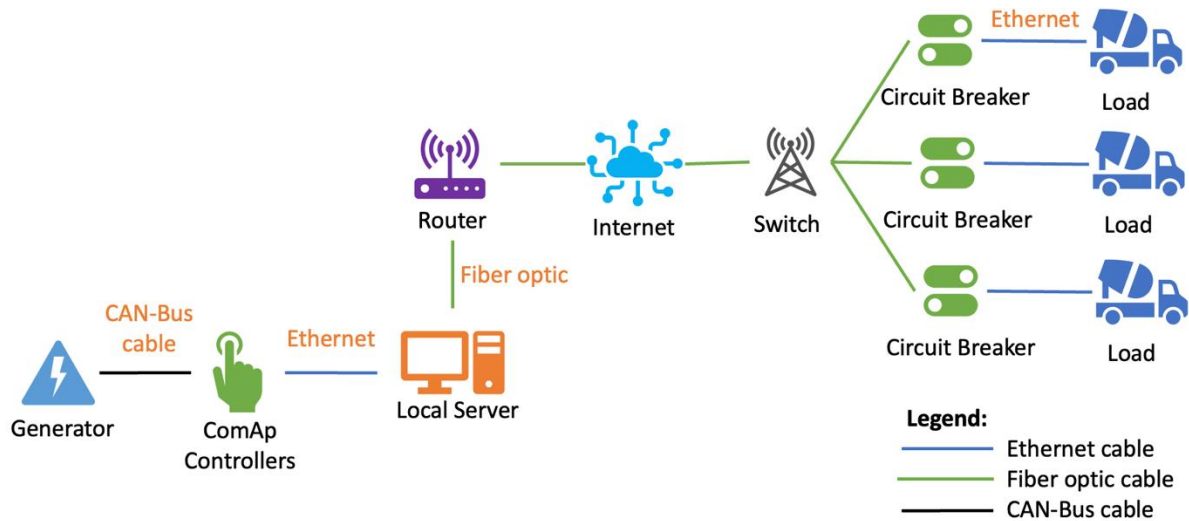 Ethernet
Circuit Breaker
Load
Router
Internet
Switch
Circuit Breaker
Load
Fiber optic
CAN-Bus
cable
Ethernet
Circuit Breaker
Load
Generator
ComAp
Controllers
Local Server
Legend:
Ethernet cable
Fiber optic cable
CAN-Bus cable